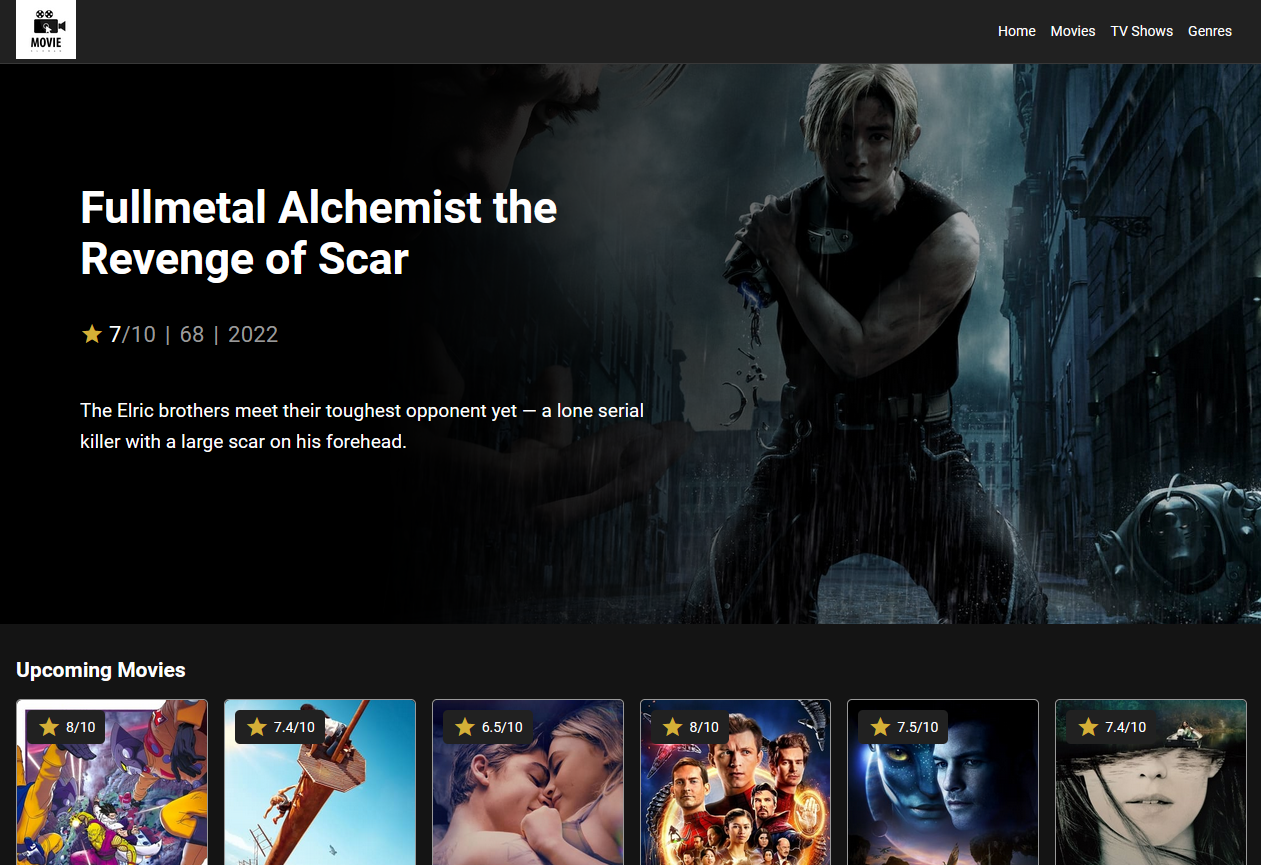 MOVIE
Home Movies TV Shows Genres
Fullmetal Alchemist the
Revenge of Scar
7/10 | 68 | 2022
The Elric brothers meet their toughest opponent yet — a lone serial
killer with a large scar on his forehead.
Upcoming Movies
8/10 7.4/10 6.5/10 8/10 7.5/10 7.4/10